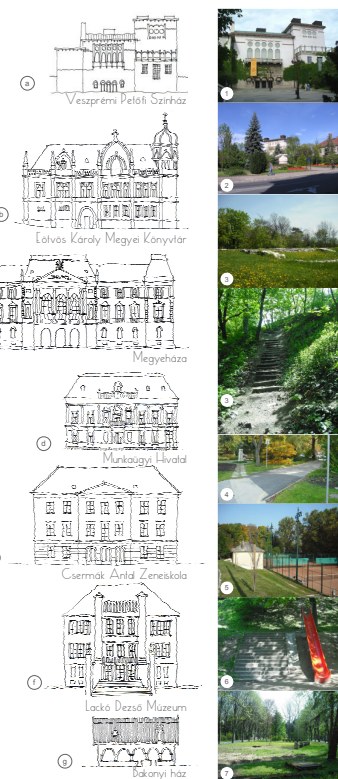 a
Veszprémi Petőfi Színház
b
Eötvös Károly Megyei Könyvtár
Megyeháza
d
Munkaügyi Hivatal
Csermák Antal Zeneiskola
f
Lackó Dezső Múzeum
g
Bakonyi ház
1
2
3
3
4
5
6
7